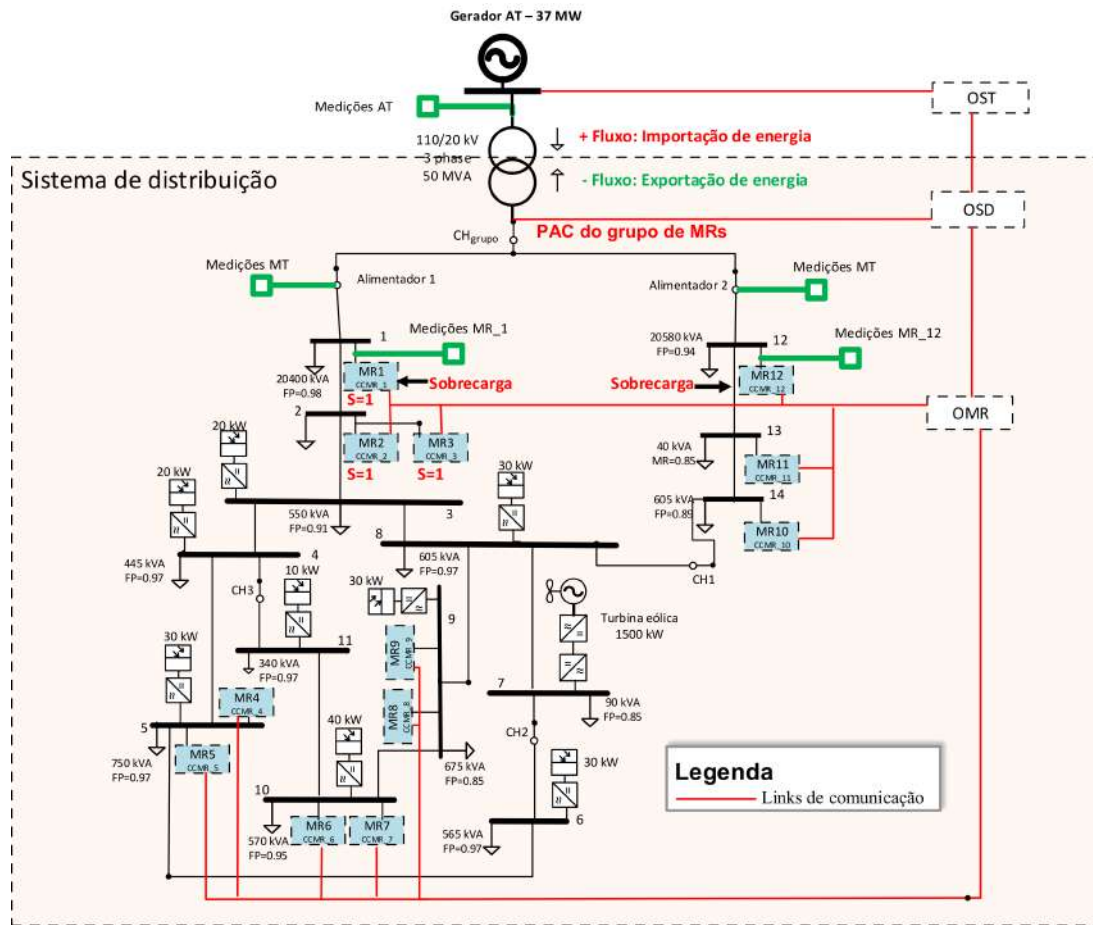 Gerador AT – 37 MW
Medições AT
OST
110/20 kV
3 phase
50 MVA
+ Fluxo: Importação de energia
- Fluxo: Exportação de energia
Sistema de distribuição
OSD
CHgrupo
PAC do grupo de MRs
Medições MT
Alimentador 1
Medições MT
Alimentador 2
1
Medições MR_1
20400 kVA
FP=0.98
MR1
CCMR_1
Sobrecarga
S=1
20580 kVA
FP=0.94
12
Medições MR_12
MR12
CCMR_12
Sobrecarga
OMR
2
MR2
CCMR_2
S=1
MR3
CCMR_3
S=1
13
40 kVA
MR=0.85
MR11
CCMR_11
14
605 kVA
FP=0.89
MR10
CCMR_10
CH1
20 kW
20 kW
550 kVA
FP=0.91
3
30 kW
8
605 kVA
FP=0.97
445 kVA
FP=0.97
4
CH3
10 kW
30 kW
9
MR9
CCMR_9
MR8
CCMR_8
675 kVA
FP=0.85
Turbina eólica
1500 kW
7
90 kVA
FP=0.85
CH2
30 kW
11
340 kVA
FP=0.97
MR4
CCMR_4
5
MR5
CCMR_5
750 kVA
FP=0.97
40 kW
10
570 kVA
FP=0.95
MR6
CCMR_6
MR7
CCMR_7
30 kW
6
565 kVA
FP=0.97
Legenda
Links de comunicação